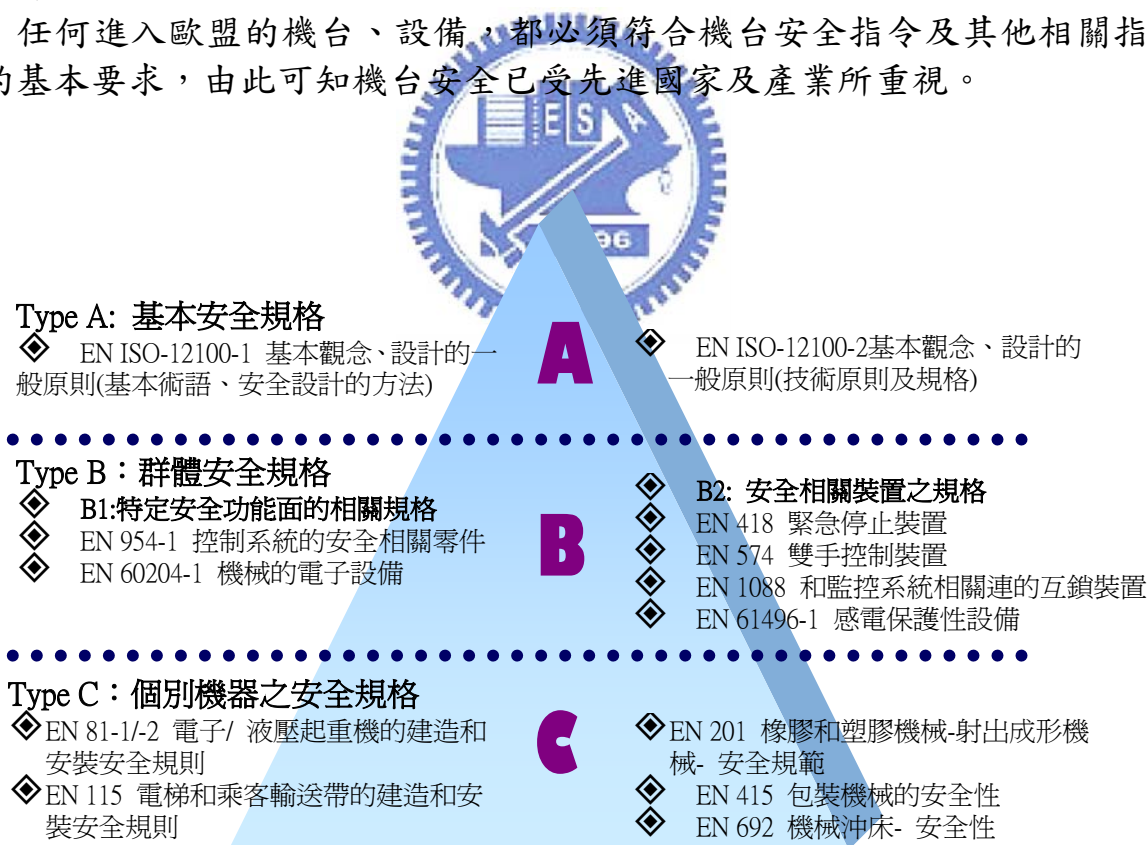 任何進入歐盟的機台、設備，都必須符合機台安全指令及其他相關指
的基本要求，由此可知機台安全已受先進國家及產業所重視。
E S A
96
Type A: 基本安全規格
◈ EN ISO-12100-1 基本觀念、設計的一
般原則(基本術語、安全設計的方法)
A
◈ EN ISO-12100-2基本觀念、設計的
一般原則(技術原則及規格)
Type B：群體安全規格
◈ B1:特定安全功能面的相關規格
◈ EN 954-1 控制系統的安全相關零件
◈ EN 60204-1 機械的電子設備
B
◈ B2: 安全相關裝置之規格
◈ EN 418 緊急停止裝置
◈ EN 574 雙手控制裝置
◈ EN 1088 和監控系統相關連的互鎖裝置
◈ EN 61496-1 感電保護性設備
Type C：個別機器之安全規格
◈EN 81-1/-2 電子/ 液壓起重機的建造和
安裝安全規則
◈EN 115 電梯和乘客輸送帶的建造和安
裝安全規則
C
◈EN 201 橡膠和塑膠機械-射出成形機
械- 安全規範
◈ EN 415 包裝機械的安全性
◈ EN 692 機械沖床- 安全性